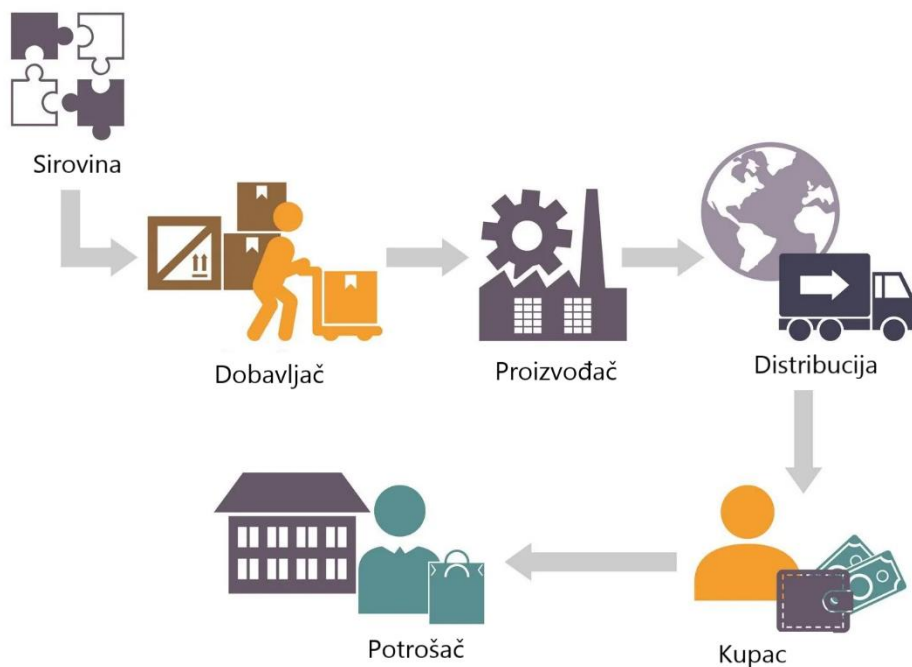 Sirovina
Dobavljač
Proizvođač
Distribucija
Kupac
Potrošač